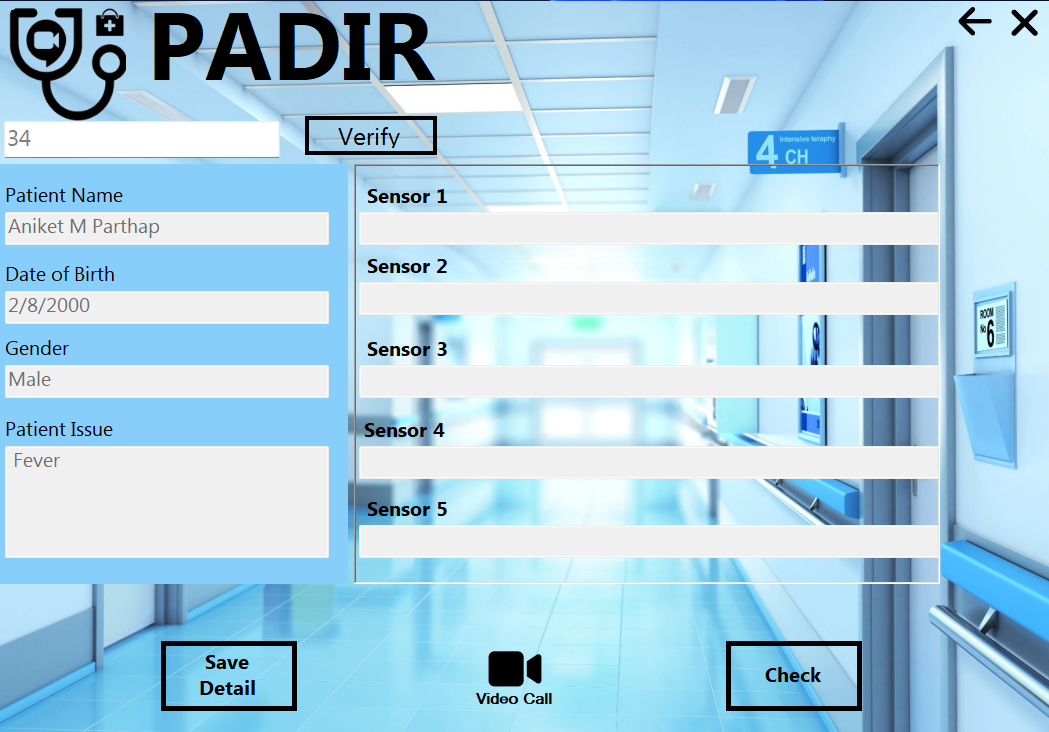 PADIR
34
Verify
4 Intensive teraphy
CH
Patient Name
Aniket M Parthap
Date of Birth
2/8/2000
Gender
Male
Patient Issue
Fever
Sensor 1
Sensor 2
Sensor 3
Sensor 4
Sensor 5
ROOM
No 6
Save
Detail
Video Call
Check